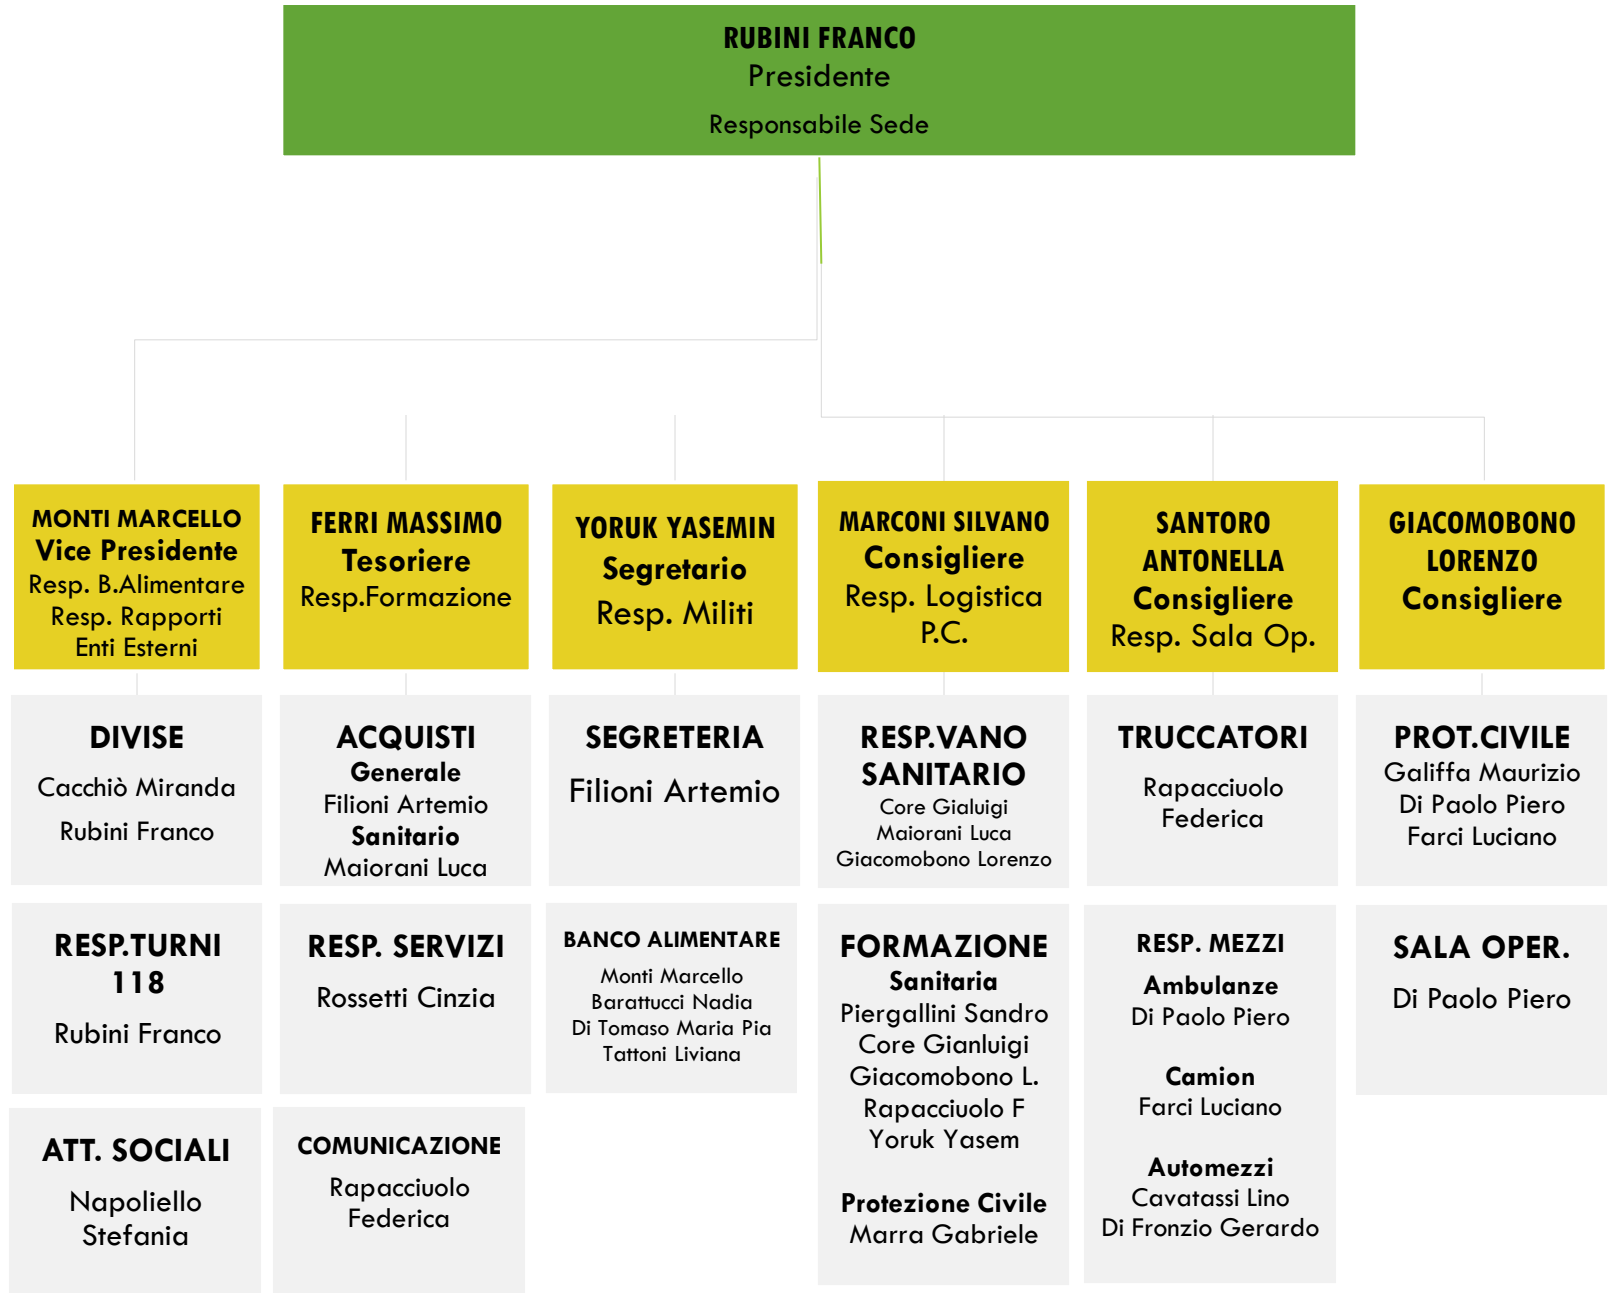 RUBINI FRANCO
Presidente
Responsabile Sede
MONTI MARCELLO
Vice Presidente
Resp. B.Alimentare
Resp. Rapporti
Enti Esterni
FERRI MASSIMO
Tesoriere
Resp.Formazione
YORUK YASEMIN
Segretario
Resp. Militi
MARCONI SILVANO
Consigliere
Resp. Logistica
P.C.
SANTORO
ANTONELLA
Consigliere
Resp. Sala Op.
GIACOMOBONO
LORENZO
Consigliere
DIVISE
Cacchiò Miranda
Rubini Franco
ACQUISTI
Generale
Filioni Artemio
Sanitario
Maiorani Luca
SEGRETERIA
Filioni Artemio
RESP.VANO
SANITARIO
Core Gialuigi
Maiorani Luca
Giacomobono Lorenzo
TRUCCATORI
Rapacciuolo
Federica
PROT.CIVILE
Galiffa Maurizio
Di Paolo Piero
Farci Luciano
RESP.TURNI
118
Rubini Franco
RESP. SERVIZI
Rossetti Cinzia
BANCO ALIMENTARE
Monti Marcello
Barattucci Nadia
Di Tomaso Maria Pia
Tattoni Liviana
FORMAZIONE
Sanitaria
Piergallini Sandro
Core Gianluigi
Giacomobono L.
Rapacciuolo F
Yoruk Yasem
Protezione Civile
Marra Gabriele
RESP. MEZZI
Ambulanze
Di Paolo Piero
Camion
Farci Luciano
Automezzi
Cavatassi Lino
Di Fronzio Gerardo
SALA OPER.
Di Paolo Piero
ATT. SOCIALI
Napoliello
Stefania
COMUNICAZIONE
Rapacciuolo
Federica